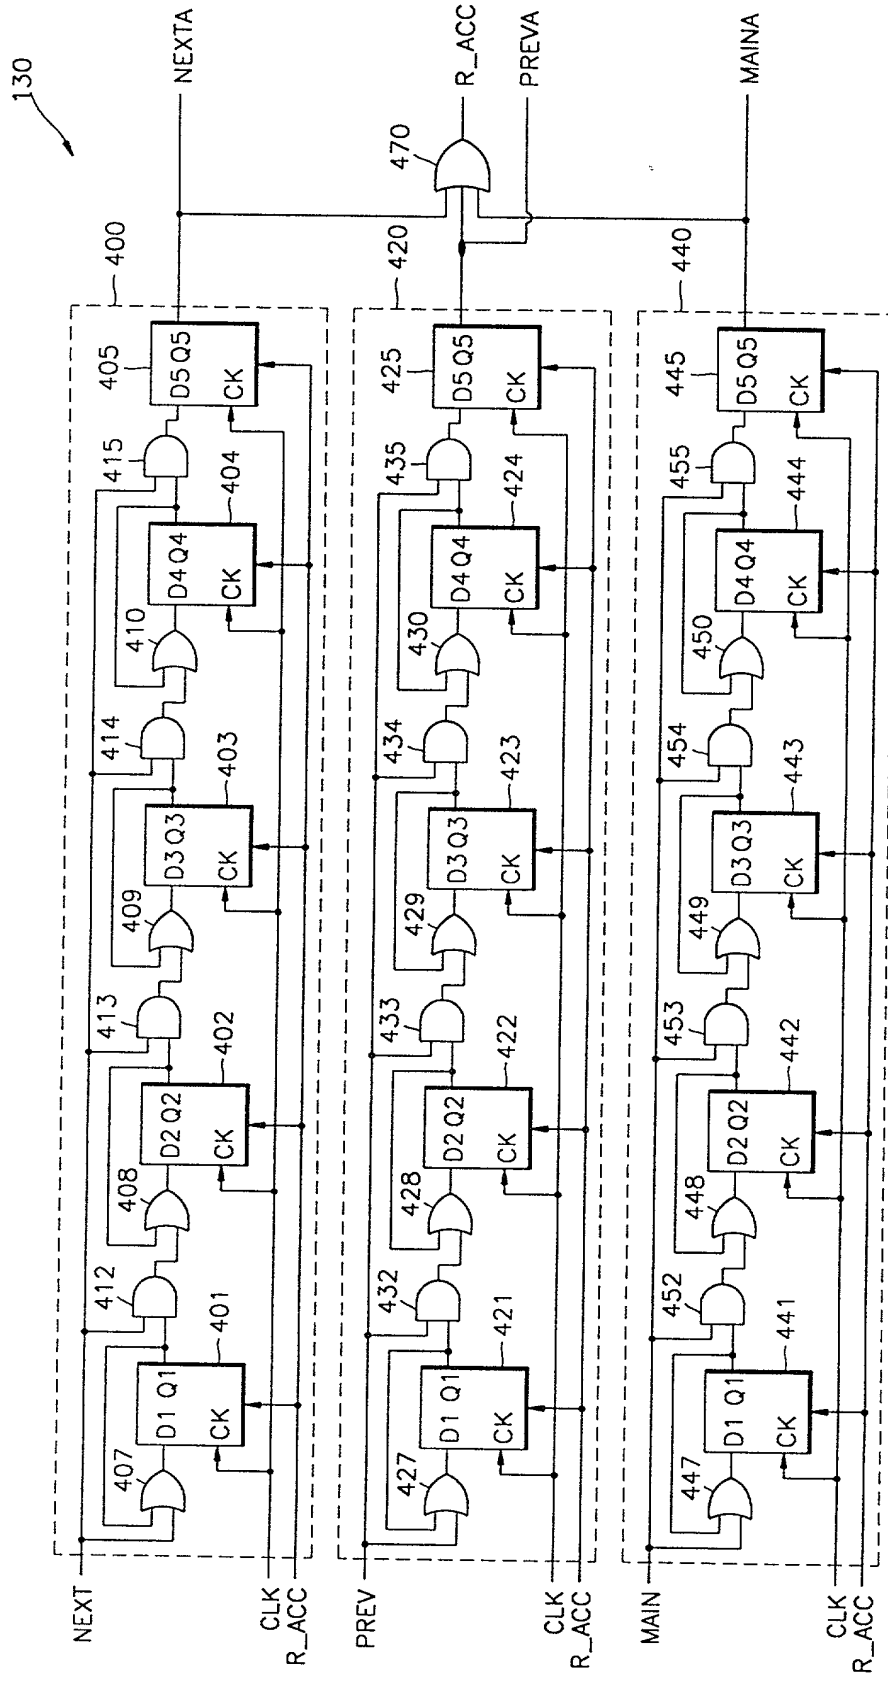 130
NEXTA
R_ACC
PREVA
MAINA
470
400
405
D5 Q5
CK
415
404
D4 Q4
CK
410
414
403
D3 Q3
CK
409
413
402
D2 Q2
CK
408
412
401
D1 Q1
CK
407
NEXT
CLK
R_ACC
420
425
D5 Q5
CK
435
424
D4 Q4
CK
430
434
423
D3 Q3
CK
429
433
422
D2 Q2
CK
428
432
421
D1 Q1
CK
427
PREV
CLK
R_ACC
440
445
D5 Q5
CK
455
444
D4 Q4
CK
450
454
443
D3 Q3
CK
449
453
442
D2 Q2
CK
448
452
441
D1 Q1
CK
447
MAIN
CLK
R_ACC